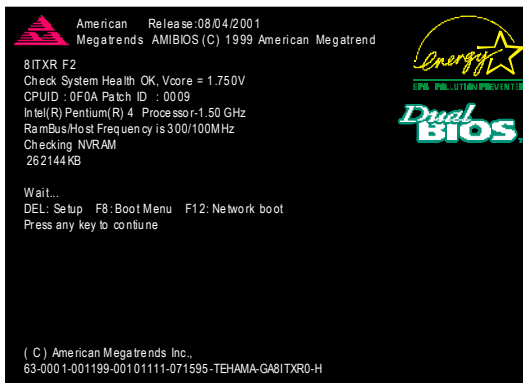 American Release:08/04/2001
Megatrends AMIBIOS (C) 1999 American Megatrend
8ITXR F2
Check System Health OK, Vcore = 1.750V
CPUID : 0F0A Patch ID : 0009
Intel(R) Pentium(R) 4 Processor-1.50 GHz
RamBus/Host Frequency is 300/100MHz
Checking NVRAM
262144KB
Wait...
DEL: Setup F8:Boot Menu F12: Network boot
Press any key to contiune
( C ) American Megatrends Inc.,
63-0001-001199-00101111-071595-TEHAMA-GA8ITXR0-H
energy
EPA POLLUTION PREVENTER
Dual
BIOS